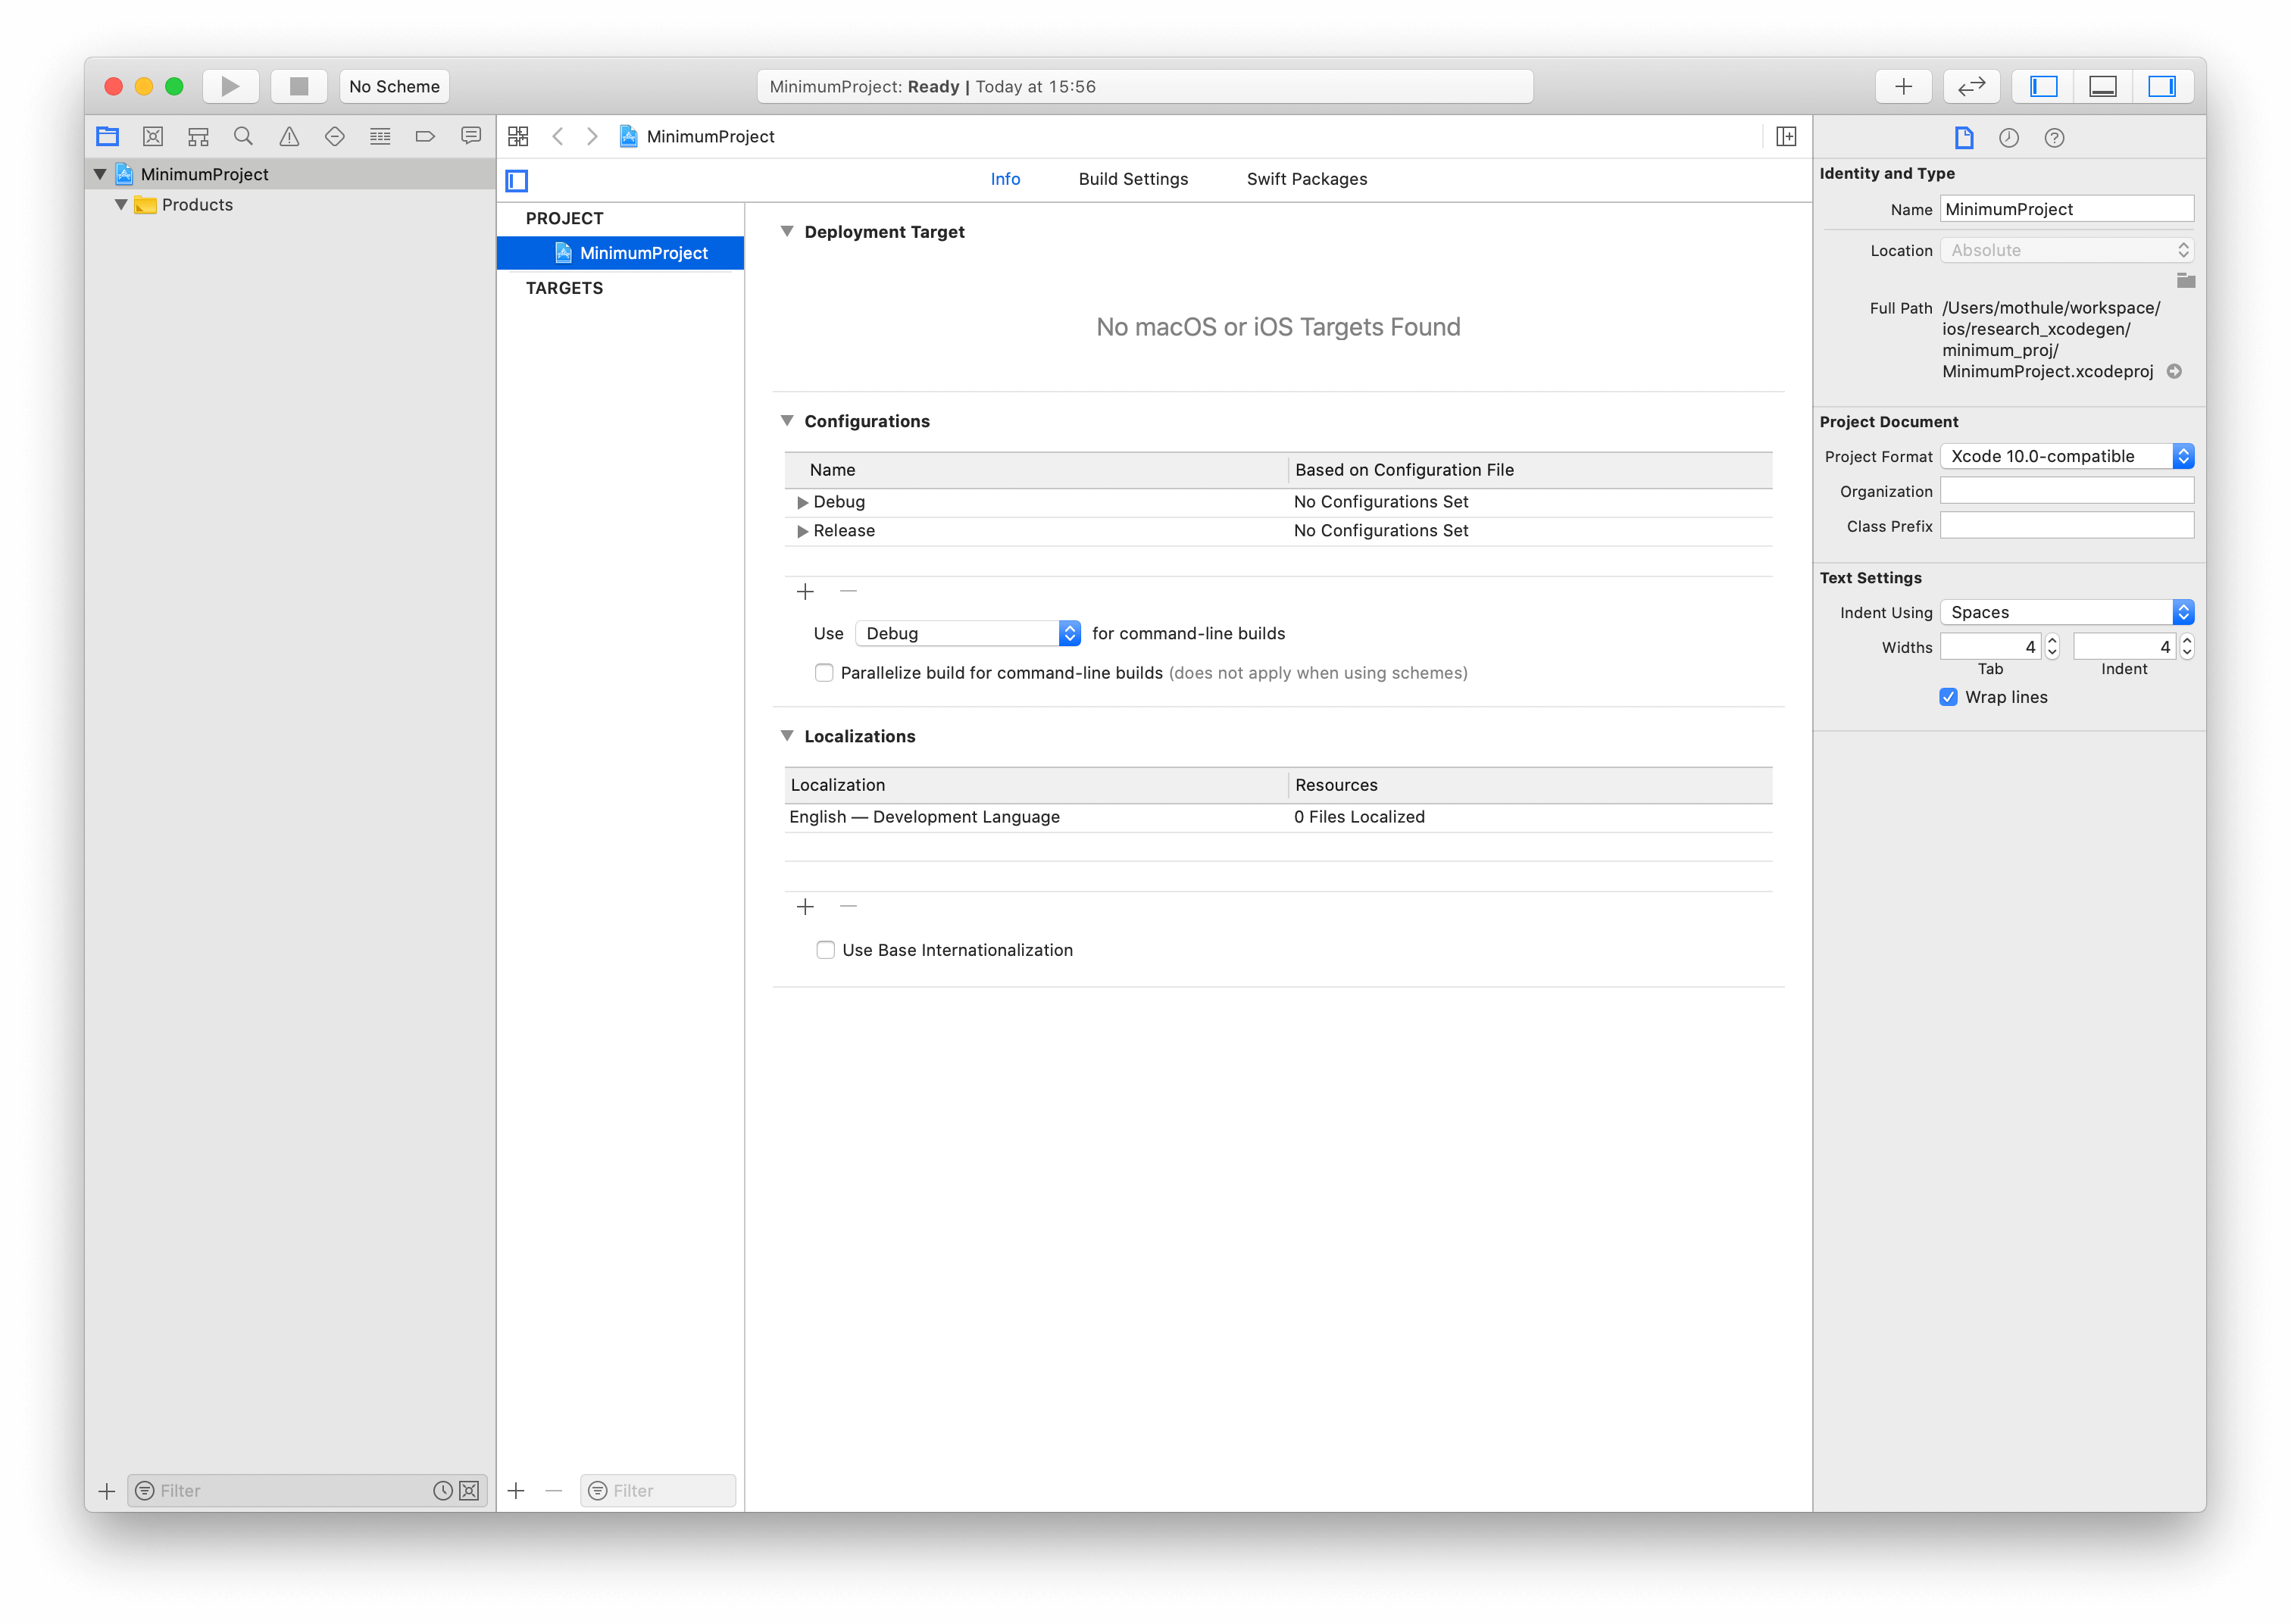 No Scheme
MinimumProject: Ready | Today at 15:56
MinimumProject
Products
Filter
MinimumProject
Info
Build Settings
Swift Packages
PROJECT
MinimumProject
TARGETS
Filter
Deployment Target
No macOS or iOS Targets Found
Configurations
Name Based on Configuration File
Debug No Configurations Set
Release No Configurations Set
Use Debug for command-line builds
Parallelize build for command-line builds (does not apply when using schemes)
Localizations
Localization Resources
English — Development Language 0 Files Localized
Use Base Internationalization
Identity and Type
Name MinimumProject
Location Absolute
Full Path /Users/mothule/workspace/
ios/research_xcodegen/
minimum_proj/
MinimumProject.xcodeproj
Project Document
Project Format Xcode 10.0-compatible
Organization
Class Prefix
Text Settings
Indent Using Spaces
Widths 4 4
Tab Indent
Wrap lines